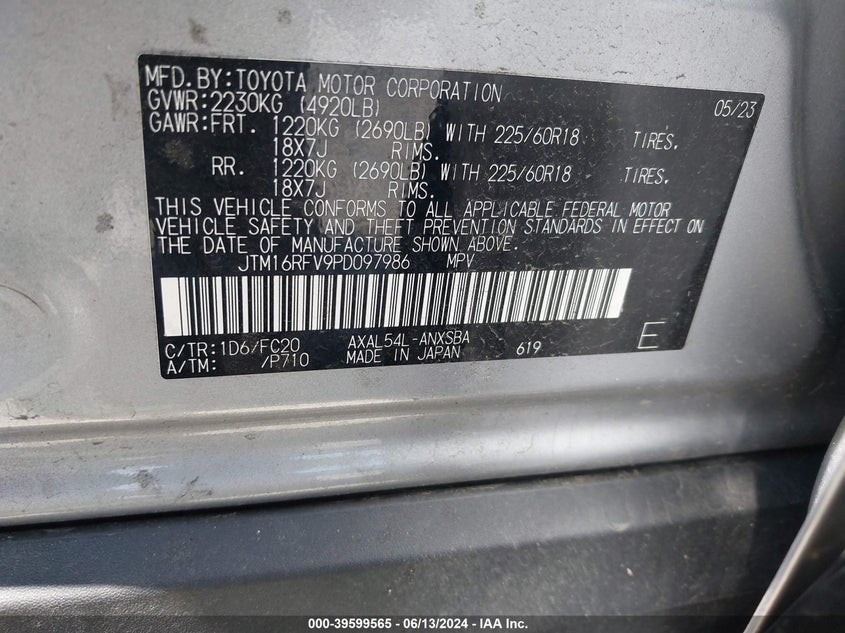 MFD.BY:TOYOTA MOTOR CORPORATION 05/23
GVWR:2230KG (4920LB)
GAWR:FRT. 1220KG (2690LB) WITH 225/60R18 TIRES.
18X7J RIMS.
RR. 1220KG (2690LB) WITH 225/60R18 TIRES.
18X7J RIMS.
THIS VEHICLE CONFORMS TO ALL APPLICABLE FEDERAL MOTOR
VEHICLE SAFETY AND THEFT PREVENTION STANDARDS IN EFFECT ON
THE DATE OF MANUFACTURE SHOWN ABOVE.
JTM16RFV9PD097986 MPV
C/TR:1D6/FC20 AXAL54L-ANXSBA
A/TM: /P710 MADE IN JAPAN 619 E
000-39599565 - 06/13/2024 - IAA Inc.